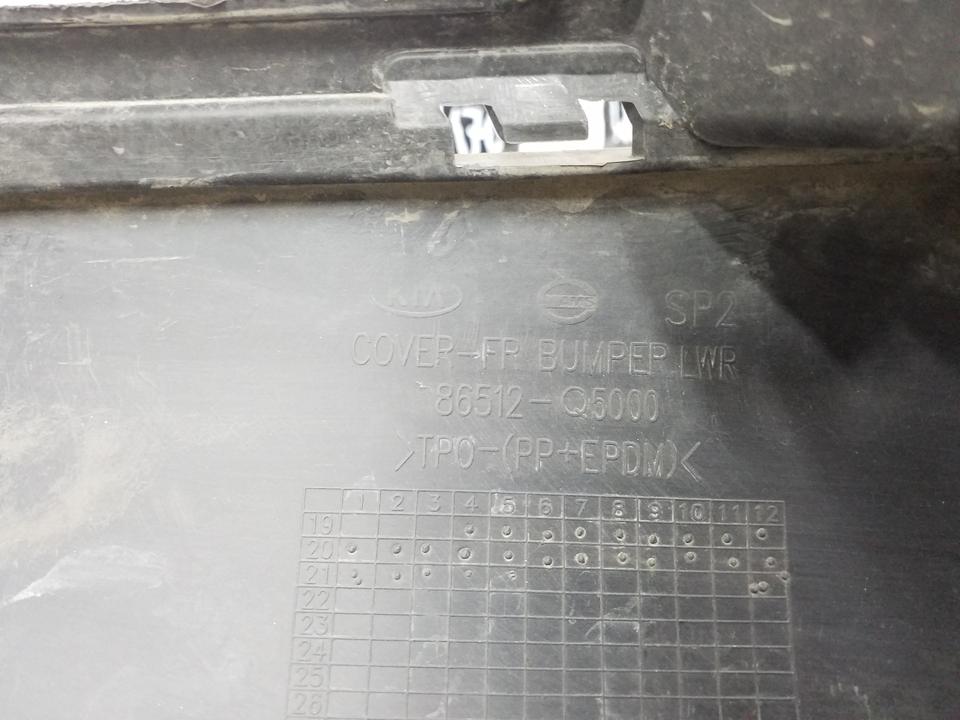 KIA AMS SP2
COVER-FR BUMPER LWR
86512-Q5000
>TPO-(PP+EPDM)<
1 2 3 4 5 6 7 8 9 10 11 12
19
20
21
22
23
24
25
26